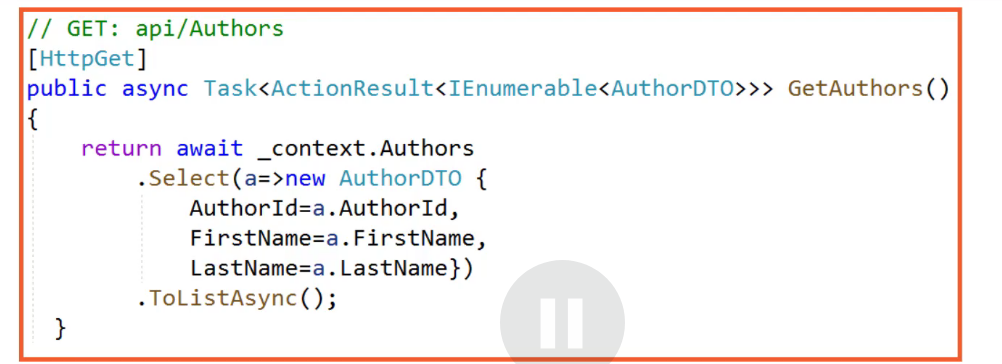 // GET: api/Authors
[HttpGet]
public async Task<ActionResult<IEnumerable<AuthorDTO>>> GetAuthors()
{
return await _context.Authors
.Select(a=>new AuthorDTO {
AuthorId=a.AuthorId,
FirstName=a.FirstName,
LastName=a.LastName})
.ToListAsync();
}